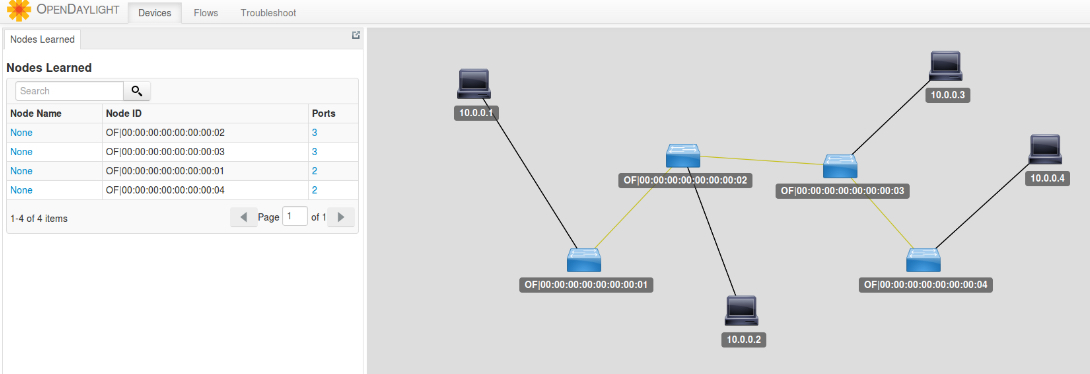 OPENDAYLIGHT Devices Flows Troubleshoot
Nodes Learned
Nodes Learned
Search
Node Name Node ID Ports
None OF|00:00:00:00:00:00:00:02 3
None OF|00:00:00:00:00:00:00:03 3
None OF|00:00:00:00:00:00:00:01 2
None OF|00:00:00:00:00:00:00:04 2
1-4 of 4 items Page 1 of 1
10.0.0.3
10.0.0.1
OF|00:00:00:00:00:00:00:02
10.0.0.4
OF|00:00:00:00:00:00:00:03
OF|00:00:00:00:00:00:00:01
OF|00:00:00:00:00:00:00:04
10.0.0.2